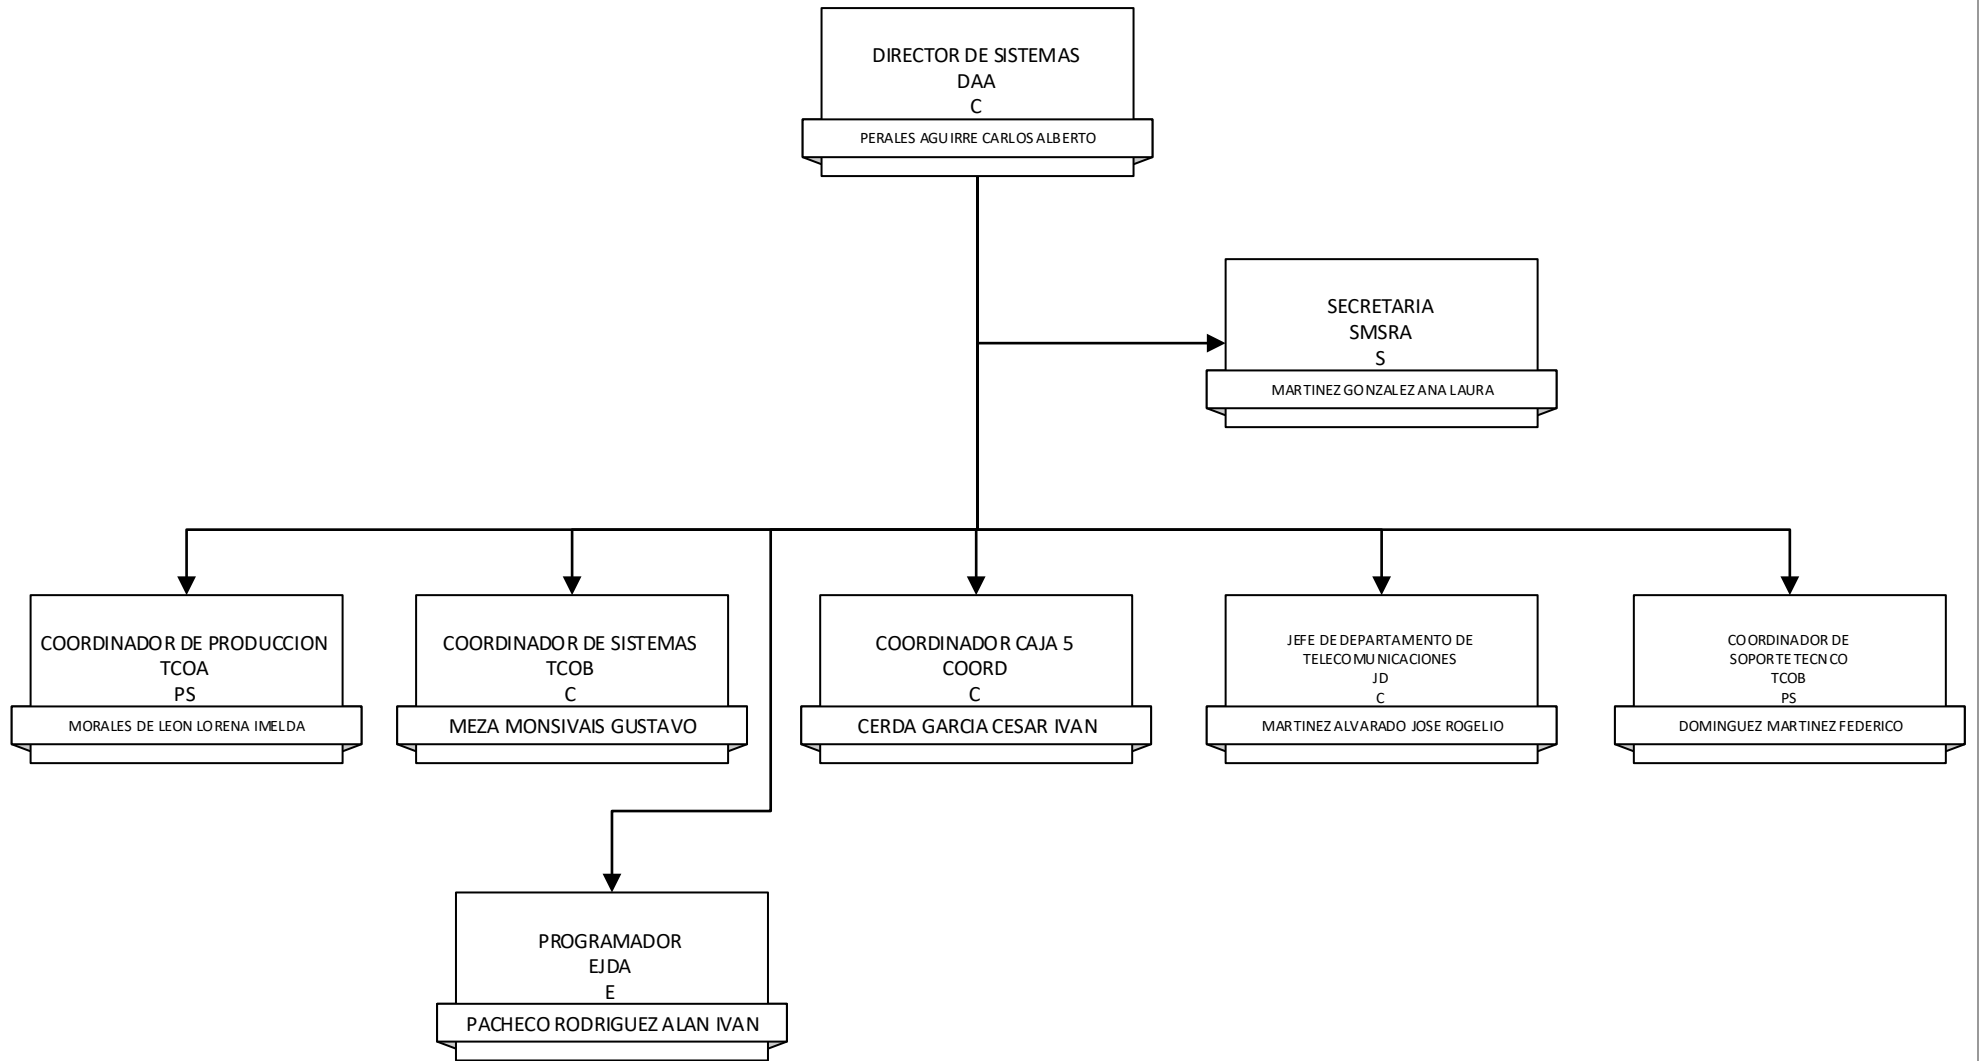 DIRECTOR DE SISTEMAS
DAA
C
PERALES AGUIRRE CARLOS ALBERTO
SECRETARIA
SMSRA
S
MARTINEZ GONZALEZ ANA LAURA
COORDINADOR DE PRODUCCION
TCOA
PS
MORALES DE LEON LORENA IMELDA
COORDINADOR DE SISTEMAS
TCOB
C
MEZA MONSIVAIS GUSTAVO
COORDINADOR CAJA 5
COORD
C
CERDA GARCIA CESAR IVAN
JEFE DE DEPARTAMENTO DE
TELECOMUNICACIONES
JD
C
MARTINEZ ALVARADO JOSE ROGELIO
COORDINADOR DE
SOPORTE TECNCO
TCOB
PS
DOMINGUEZ MARTINEZ FEDERICO
PROGRAMADOR
EJDA
E
PACHECO RODRIGUEZ ALAN IVAN